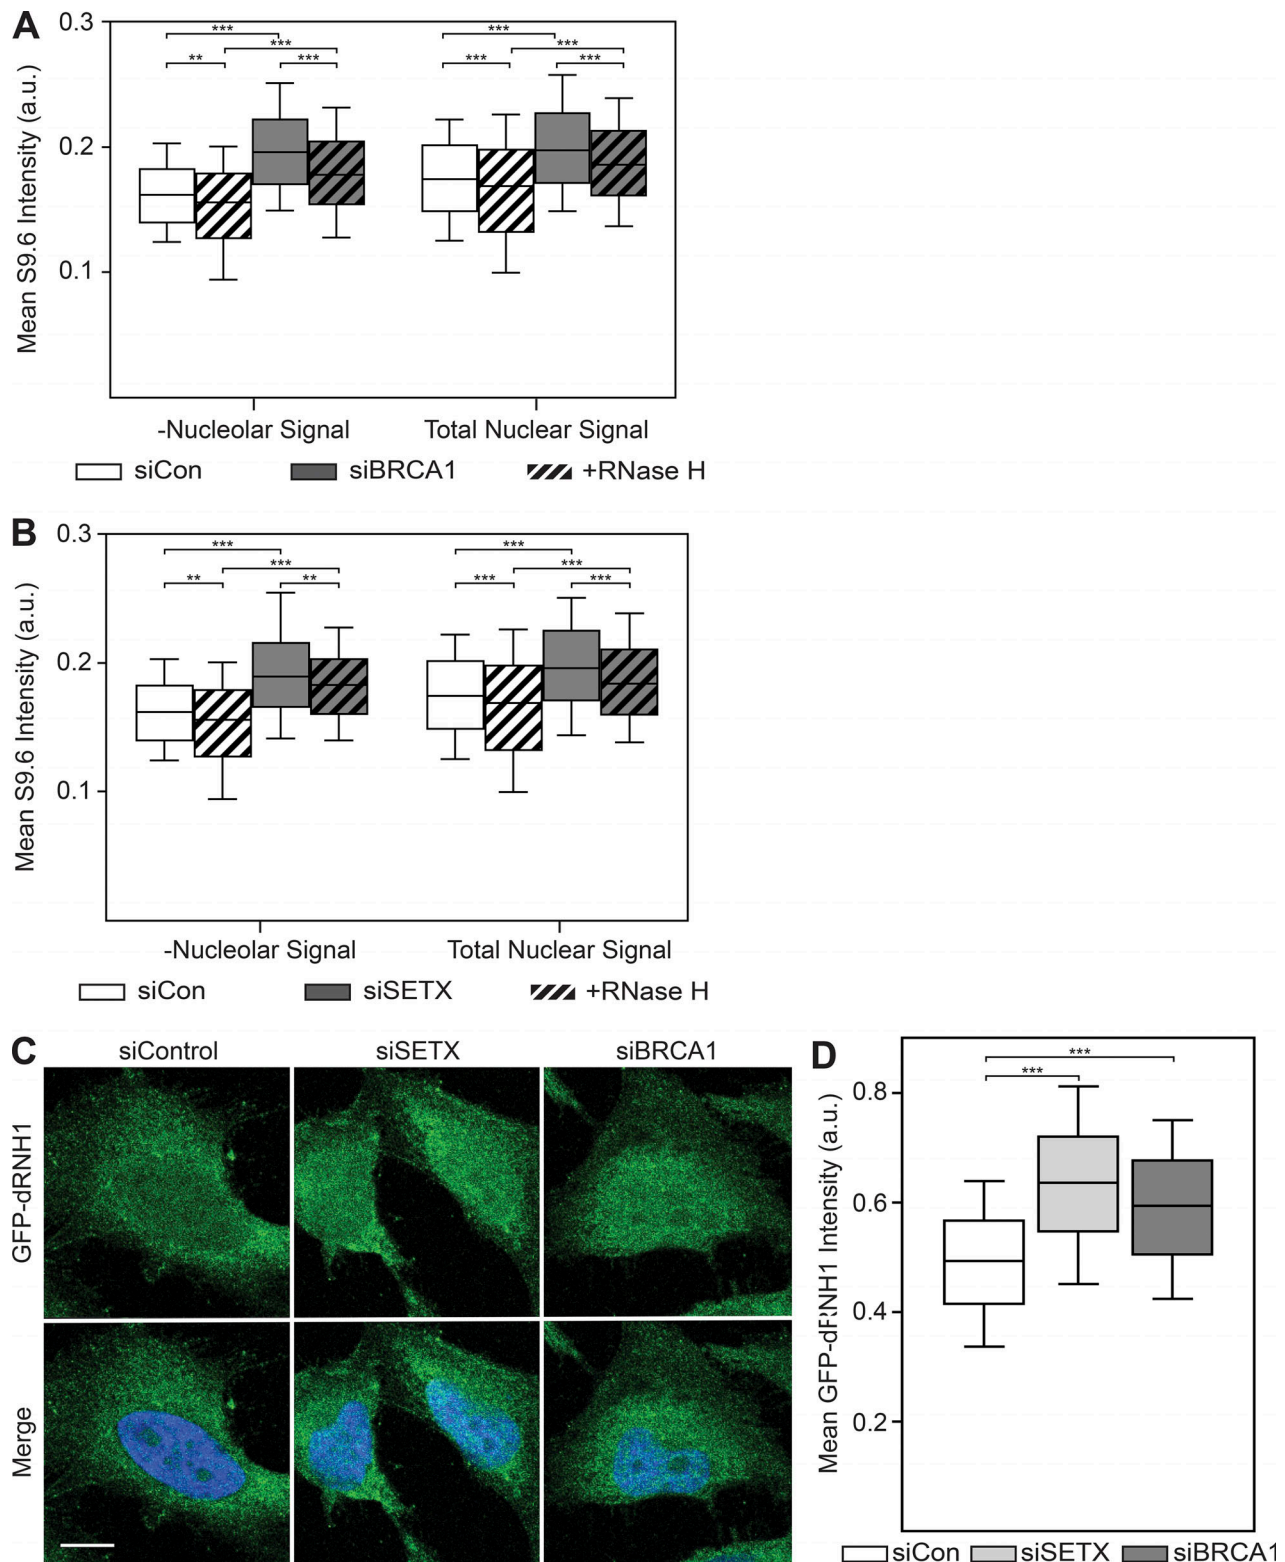 A
0.3
0.2
0.1
Mean S9.6 Intensity (a.u.)
*** ***
*** ***
** *** *** ***
-Nucleolar Signal Total Nuclear Signal
siCon siBRCA1 +RNase H
B
0.3
0.2
0.1
Mean S9.6 Intensity (a.u.)
*** ***
*** ***
** ** *** ***
-Nucleolar Signal Total Nuclear Signal
siCon siSETX +RNase H
C
siControl siSETX siBRCA1
GFP-dRNH1
Merge
D
0.8
0.6
0.4
0.2
Mean GFP-dRNH1 Intensity (a.u.)
***
***
siCon siSETX siBRCA1